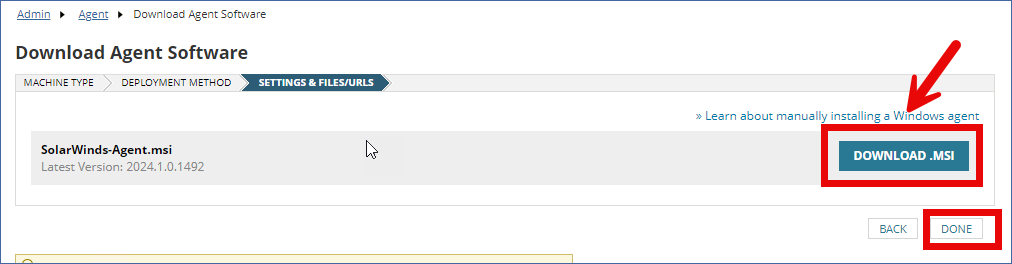 Admin ▶ Agent ▶ Download Agent Software
Download Agent Software
MACHINE TYPE DEPLOYMENT METHOD SETTINGS & FILES/URLS
» Learn about manually installing a Windows agent
SolarWinds-Agent.msi
Latest Version: 2024.1.0.1492
DOWNLOAD .MSI
BACK DONE